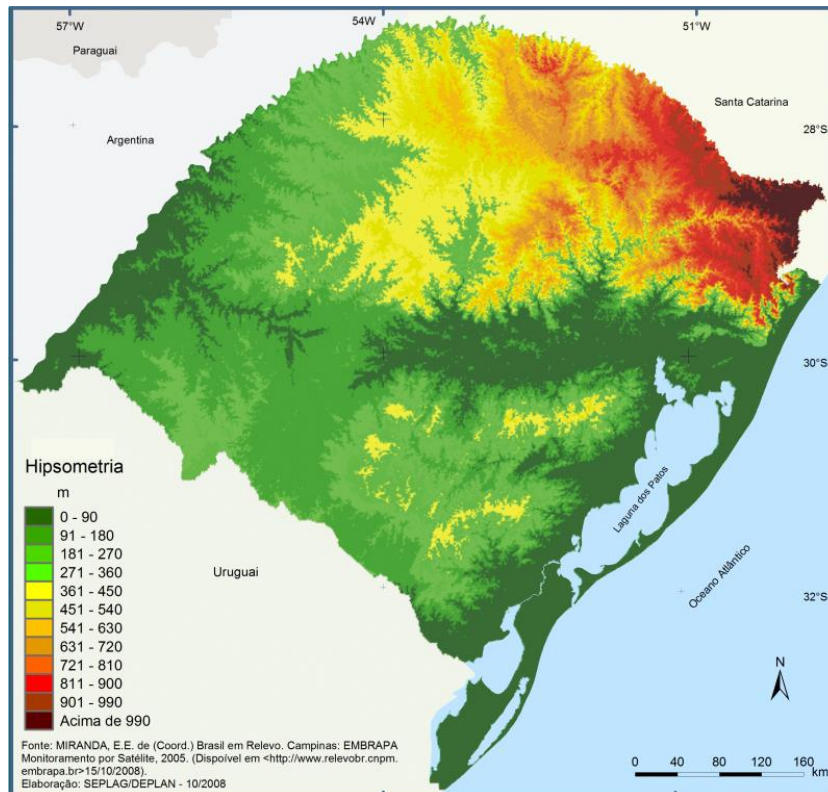 57°W
54°W
51°W
Paraguai
Santa Catarina
Argentina
28°S
30°S
Hipsometria
m
0 - 90
91 - 180
181 - 270
271 - 360
361 - 450
451 - 540
541 - 630
631 - 720
721 - 810
811 - 900
901 - 990
Acima de 990
Laguna dos Patos
Uruguai
Oceano Atlântico
32°S
N
Fonte: MIRANDA, E.E. de (Coord.) Brasil em Relevo. Campinas: EMBRAPA
Monitoramento por Satélite, 2005. (Dispoível em <http://www.relevobr.cnpm.
embrapa.br>15/10/2008).
Elaboração: SEPLAG/DEPLAN - 10/2008
0 40 80 120 160
km